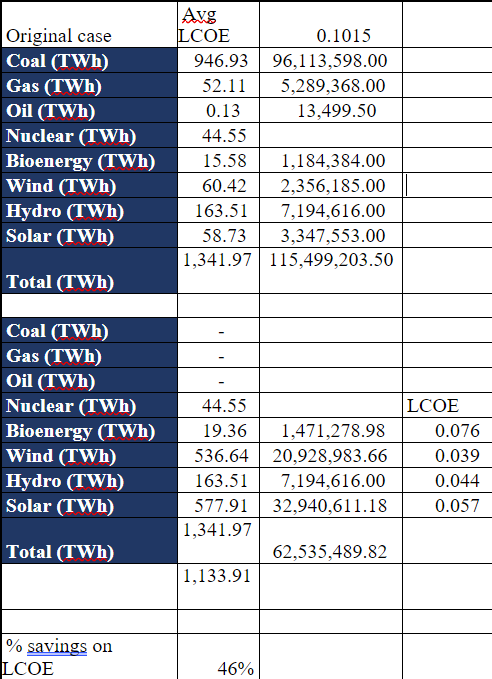 Avg
Original case LCOE 0.1015
Coal (TWh) 946.93 96,113,598.00
Gas (TWh) 52.11 5,289,368.00
Oil (TWh) 0.13 13,499.50
Nuclear (TWh) 44.55
Bioenergy (TWh) 15.58 1,184,384.00
Wind (TWh) 60.42 2,356,185.00
Hydro (TWh) 163.51 7,194,616.00
Solar (TWh) 58.73 3,347,553.00
1,341.97 115,499,203.50
Total (TWh)
Coal (TWh) -
Gas (TWh) -
Oil (TWh) -
Nuclear (TWh) 44.55 LCOE
Bioenergy (TWh) 19.36 1,471,278.98 0.076
Wind (TWh) 536.64 20,928,983.66 0.039
Hydro (TWh) 163.51 7,194,616.00 0.044
Solar (TWh) 577.91 32,940,611.18 0.057
1,341.97
Total (TWh) 62,535,489.82
1,133.91
% savings on
LCOE 46%